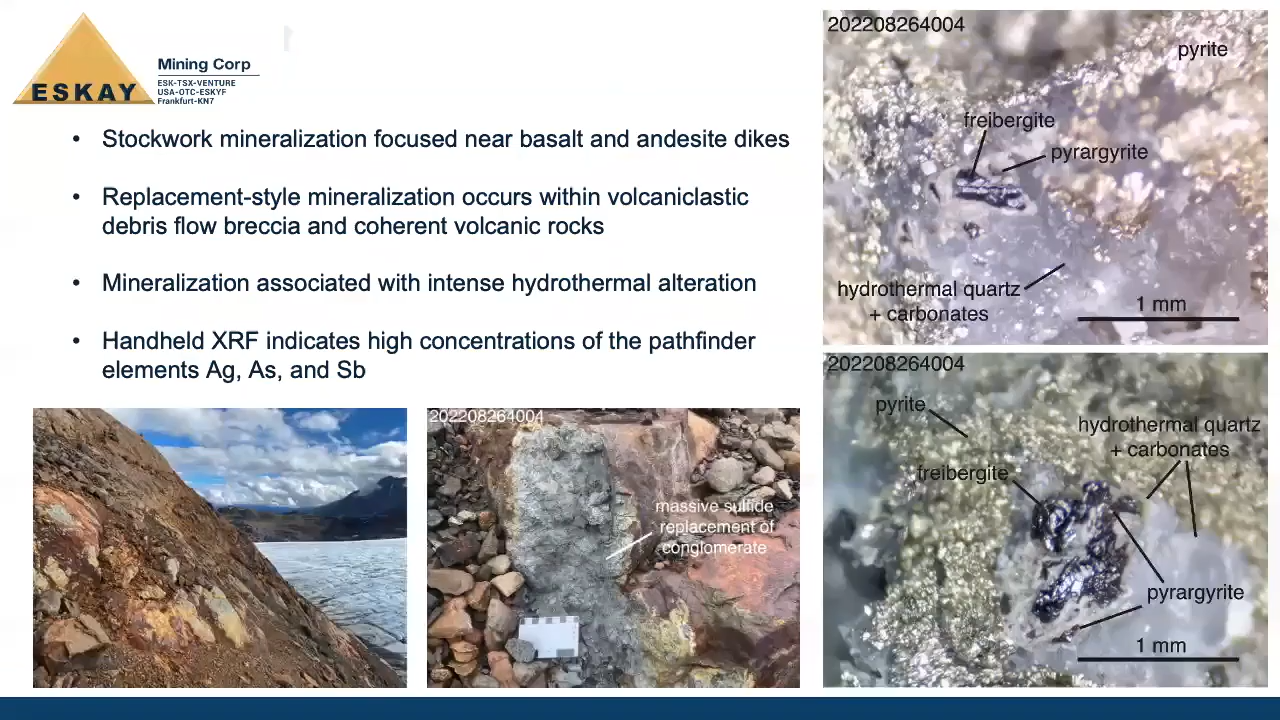 ESKAY
Mining Corp
ESK-TSX-VENTURE
USA-OTC-ESKYF
Frankfurt-KN7
• Stockwork mineralization focused near basalt and andesite dikes
• Replacement-style mineralization occurs within volcaniclastic
debris flow breccia and coherent volcanic rocks
• Mineralization associated with intense hydrothermal alteration
• Handheld XRF indicates high concentrations of the pathfinder
elements Ag, As, and Sb
202208264004
massive sulfide
replacement of
conglomerate
202208264004
pyrite
freibergite
pyrargyrite
hydrothermal quartz
+ carbonates
1 mm
202208264004
pyrite
hydrothermal quartz
+ carbonates
freibergite
pyrargyrite
1 mm